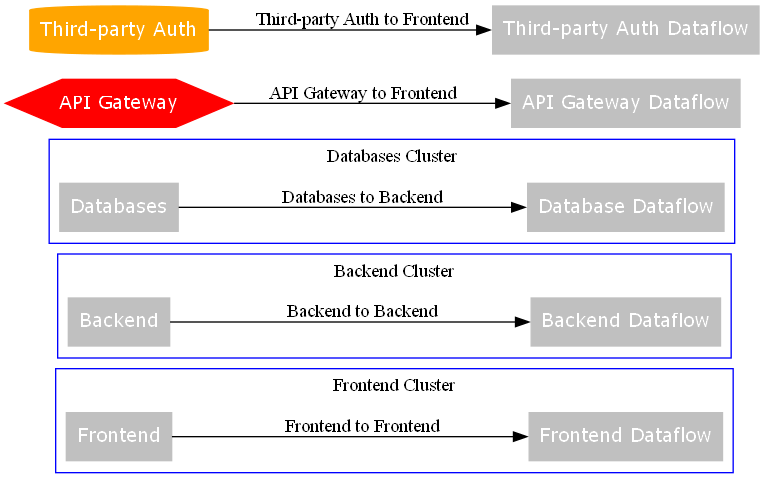 Third-party Auth
Third-party Auth to Frontend
Third-party Auth Dataflow
API Gateway
API Gateway to Frontend
API Gateway Dataflow
Databases Cluster
Databases
Databases to Backend
Database Dataflow
Backend Cluster
Backend
Backend to Backend
Backend Dataflow
Frontend Cluster
Frontend
Frontend to Frontend
Frontend Dataflow